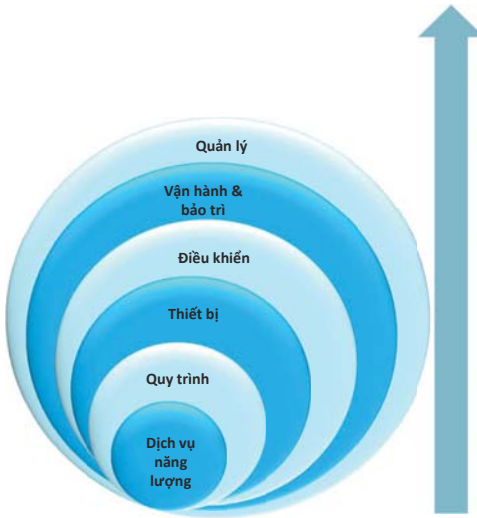 Quản lý
Vận hành &
bảo trì
Điều khiển
Thiết bị
Quy trình
Dịch vụ
năng
lượng